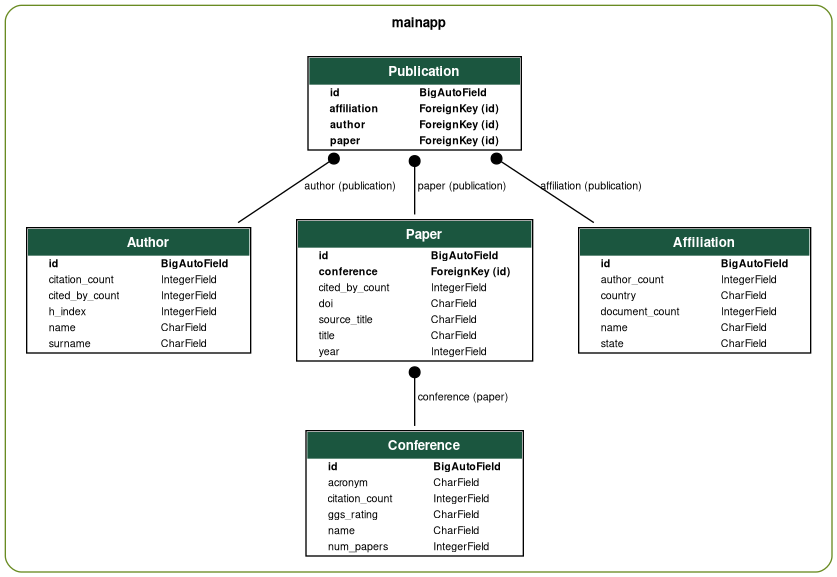 mainapp
Publication
id BigAutoField
affiliation ForeignKey (id)
author ForeignKey (id)
paper ForeignKey (id)
author (publication) paper (publication) affiliation (publication)
Author
id BigAutoField
citation_count IntegerField
cited_by_count IntegerField
h_index IntegerField
name CharField
surname CharField
Paper
id BigAutoField
conference ForeignKey (id)
cited_by_count IntegerField
doi CharField
source_title CharField
title CharField
year IntegerField
Affiliation
id BigAutoField
author_count IntegerField
country CharField
document_count IntegerField
name CharField
state CharField
conference (paper)
Conference
id BigAutoField
acronym CharField
citation_count IntegerField
ggs_rating CharField
name CharField
num_papers IntegerField